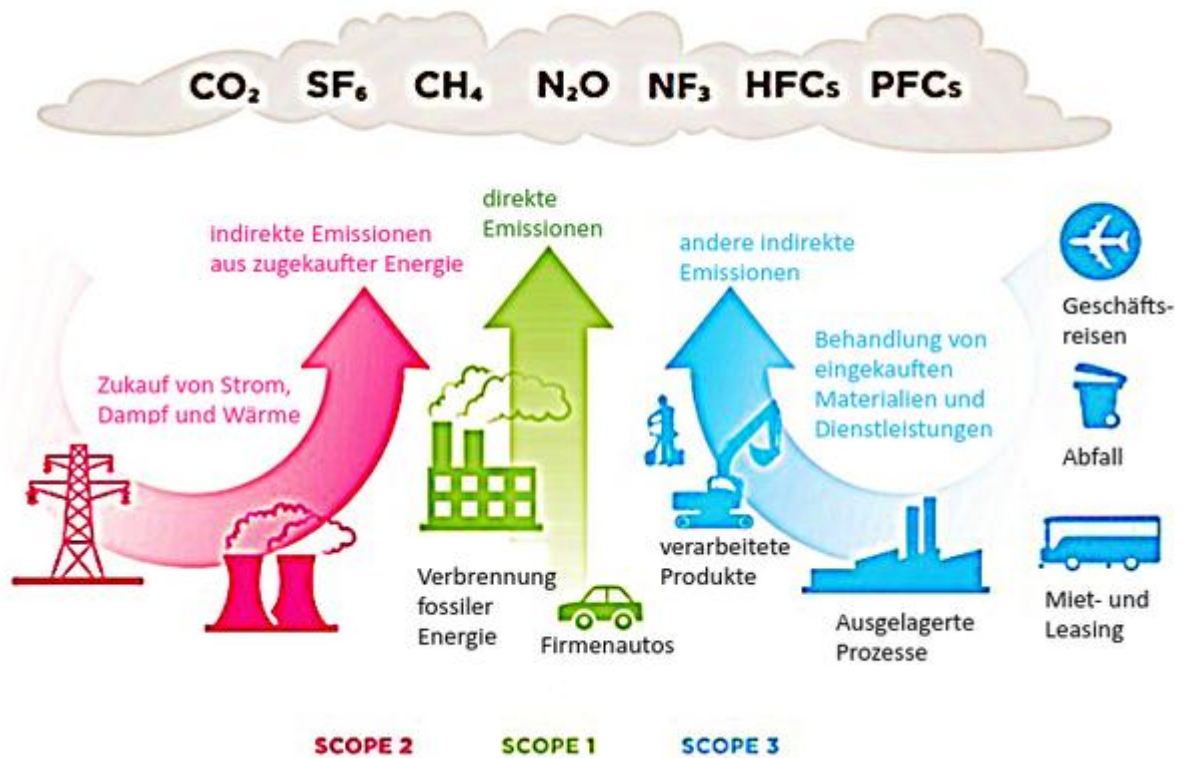 CO₂ SF₆ CH₄ N₂O NF₃ HFCs PFCs
indirekte Emissionen
aus zugekaufter Energie
direkte
Emissionen
andere indirekte
Emissionen
Geschäfts-
reisen
Zukauf von Strom,
Dampf und Wärme
Behandlung von
eingekauften
Materialien und
Dienstleistungen
Abfall
Verbrennung
fossiler
Energie
Firmenautos
verarbeitete
Produkte
Ausgelagerte
Prozesse
Miet- und
Leasing
SCOPE 2
SCOPE 1
SCOPE 3